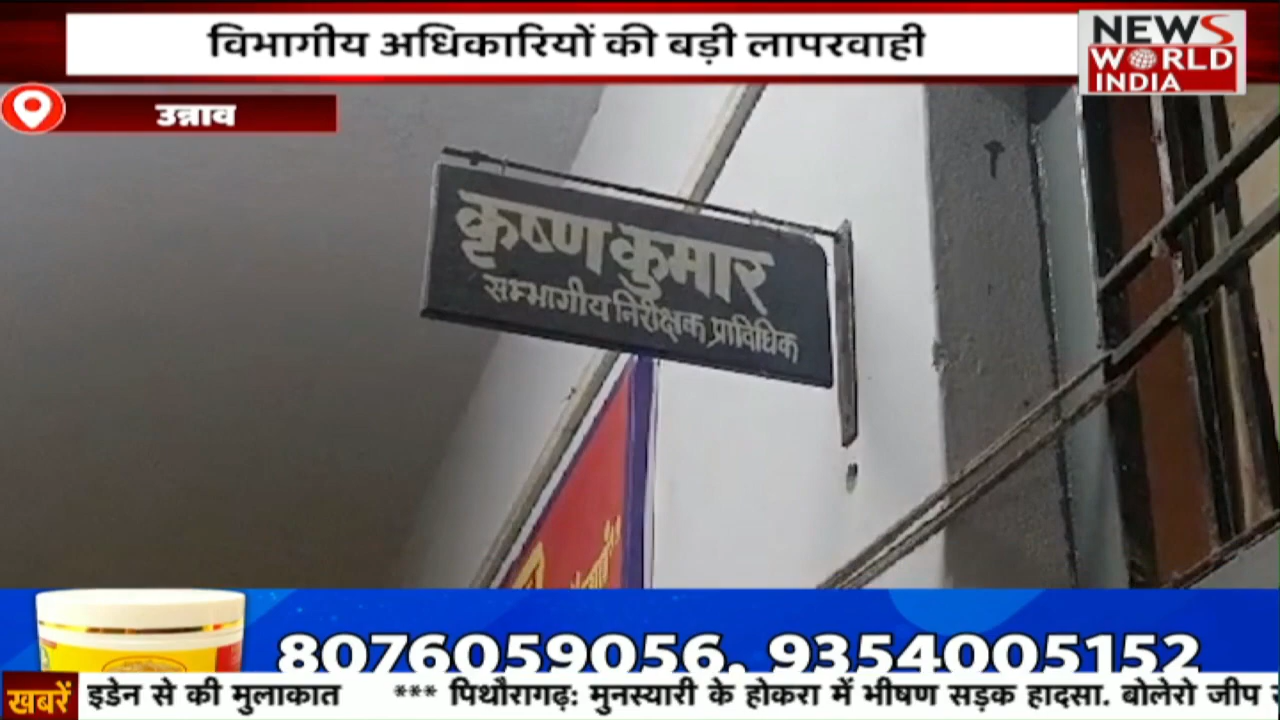 विभागीय अधिकारियों की बड़ी लापरवाही
NEWS
WORLD
INDIA
उन्नाव
कृष्ण कुमार
सम्भागीय निरीक्षक प्राविधिक
8076059056, 9354005152
खबरें
इडेन से की मुलाकात *** पिथौरागढ़: मुनस्यारी के होकरा में भीषण सड़क हादसा. बोलेरो जीप